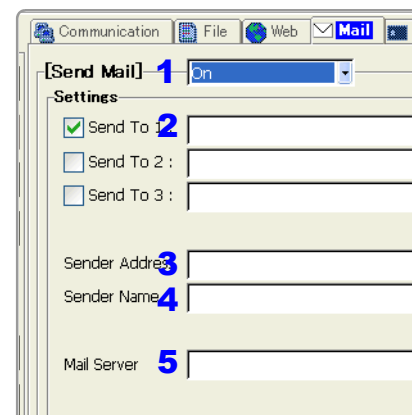 Communication File Web Mail
[Send Mail] 1 On
Settings
Send To 2
Send To 2 :
Send To 3 :
Sender Addres 3
Sender Name 4
Mail Server 5